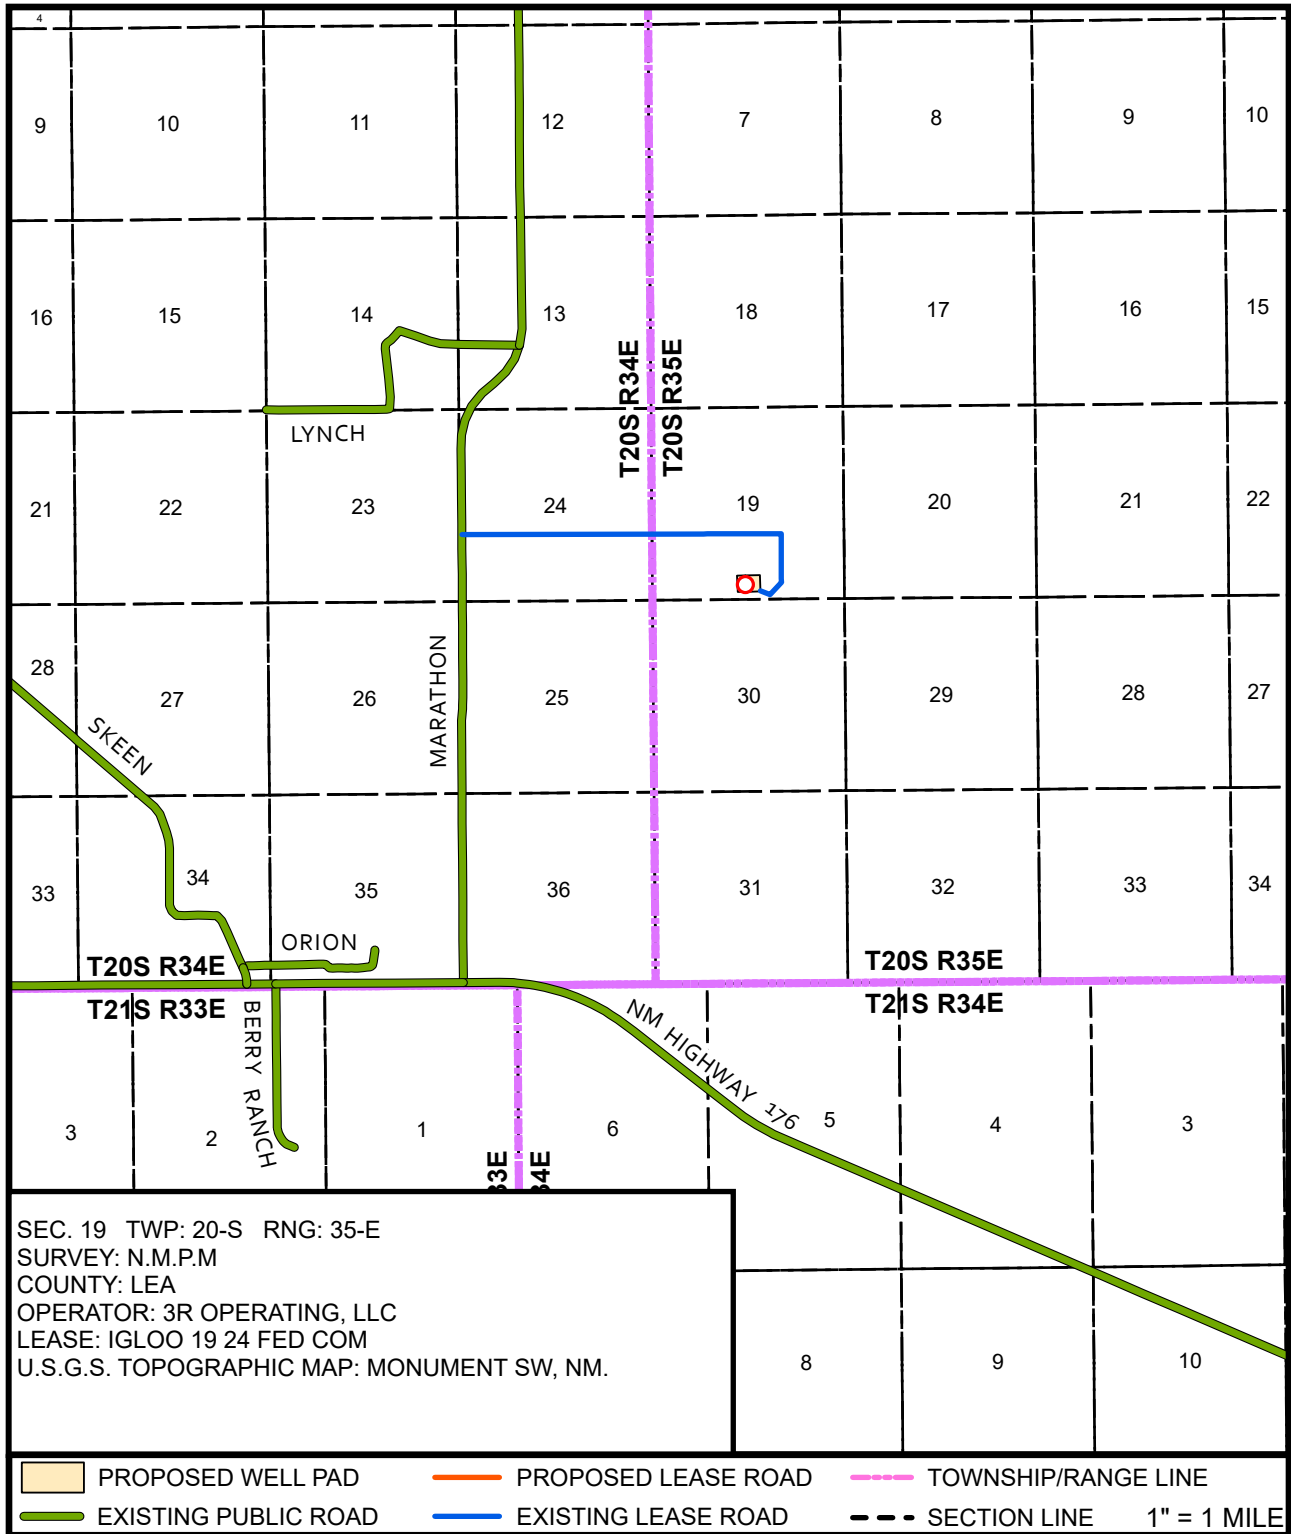 4
9 10 11 12 7 8 9 10
16 15 14 13 18 17 16 15
T20S R34E
T20S R35E
LYNCH
21 22 23 24 19 20 21 22
28 27 26 25 30 29 28 27
MARATHON
SKEEN
33 34 35 36 31 32 33 34
ORION
T20S R34E
T20S R35E
T21S R33E
T21S R34E
BERRY RANCH
NM HIGHWAY 176
3 2 1 6 5 4 3
33E
34E
8 9 10
SEC. 19 TWP: 20-S RNG: 35-E
SURVEY: N.M.P.M
COUNTY: LEA
OPERATOR: 3R OPERATING, LLC
LEASE: IGLOO 19 24 FED COM
U.S.G.S. TOPOGRAPHIC MAP: MONUMENT SW, NM.
PROPOSED WELL PAD PROPOSED LEASE ROAD TOWNSHIP/RANGE LINE
EXISTING PUBLIC ROAD EXISTING LEASE ROAD SECTION LINE 1" = 1 MILE